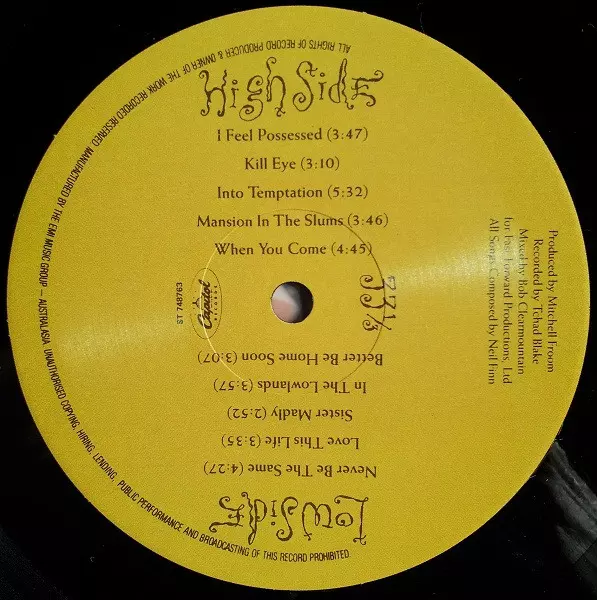 High Side
I Feel Possessed (3:47)
Kill Eye (3:10)
Into Temptation (5:32)
Mansion In The Slums (3:46)
When You Come (4:45)
Low Side
Never Be The Same (4:27)
Love This Life (3:35)
Sister Madly (2:52)
In The Lowlands (3:57)
Better Be Home Soon (3:07)
Capitol
RECORDS
ST 748763
33⅓
Produced by Mitchell Froom
Recorded by Tchad Blake
Mixed by Bob Clearmountain
for Fast Forward Productions, Ltd
All Songs Composed by Neil Finn
ALL RIGHTS OF RECORD PRODUCER & OWNER OF THE WORK RECORDED RESERVED. MANUFACTURED BY THE EMI MUSIC GROUP — AUSTRALASIA. UNAUTHORISED COPYING, HIRING, LENDING, PUBLIC PERFORMANCE AND BROADCASTING OF THIS RECORD PROHIBITED.